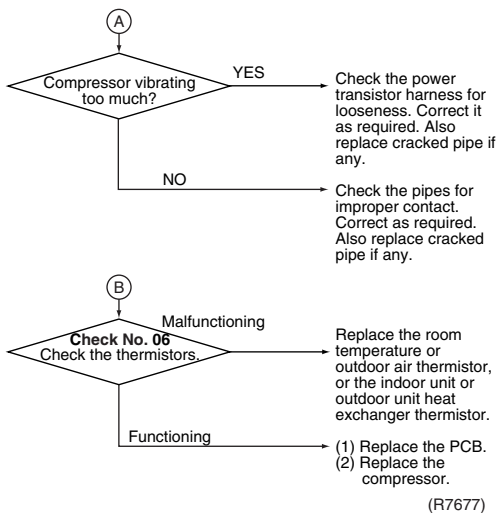 A
Compressor vibrating
too much?
YES
Check the power
transistor harness for
looseness. Correct it
as required. Also
replace cracked pipe if
any.
NO
Check the pipes for
improper contact.
Correct as required.
Also replace cracked
pipe if any.
B
Malfunctioning
Check No. 06
Check the thermistors.
Replace the room
temperature or
outdoor air thermistor,
or the indoor unit or
outdoor unit heat
exchanger thermistor.
Functioning
(1) Replace the PCB.
(2) Replace the
compressor.
(R7677)